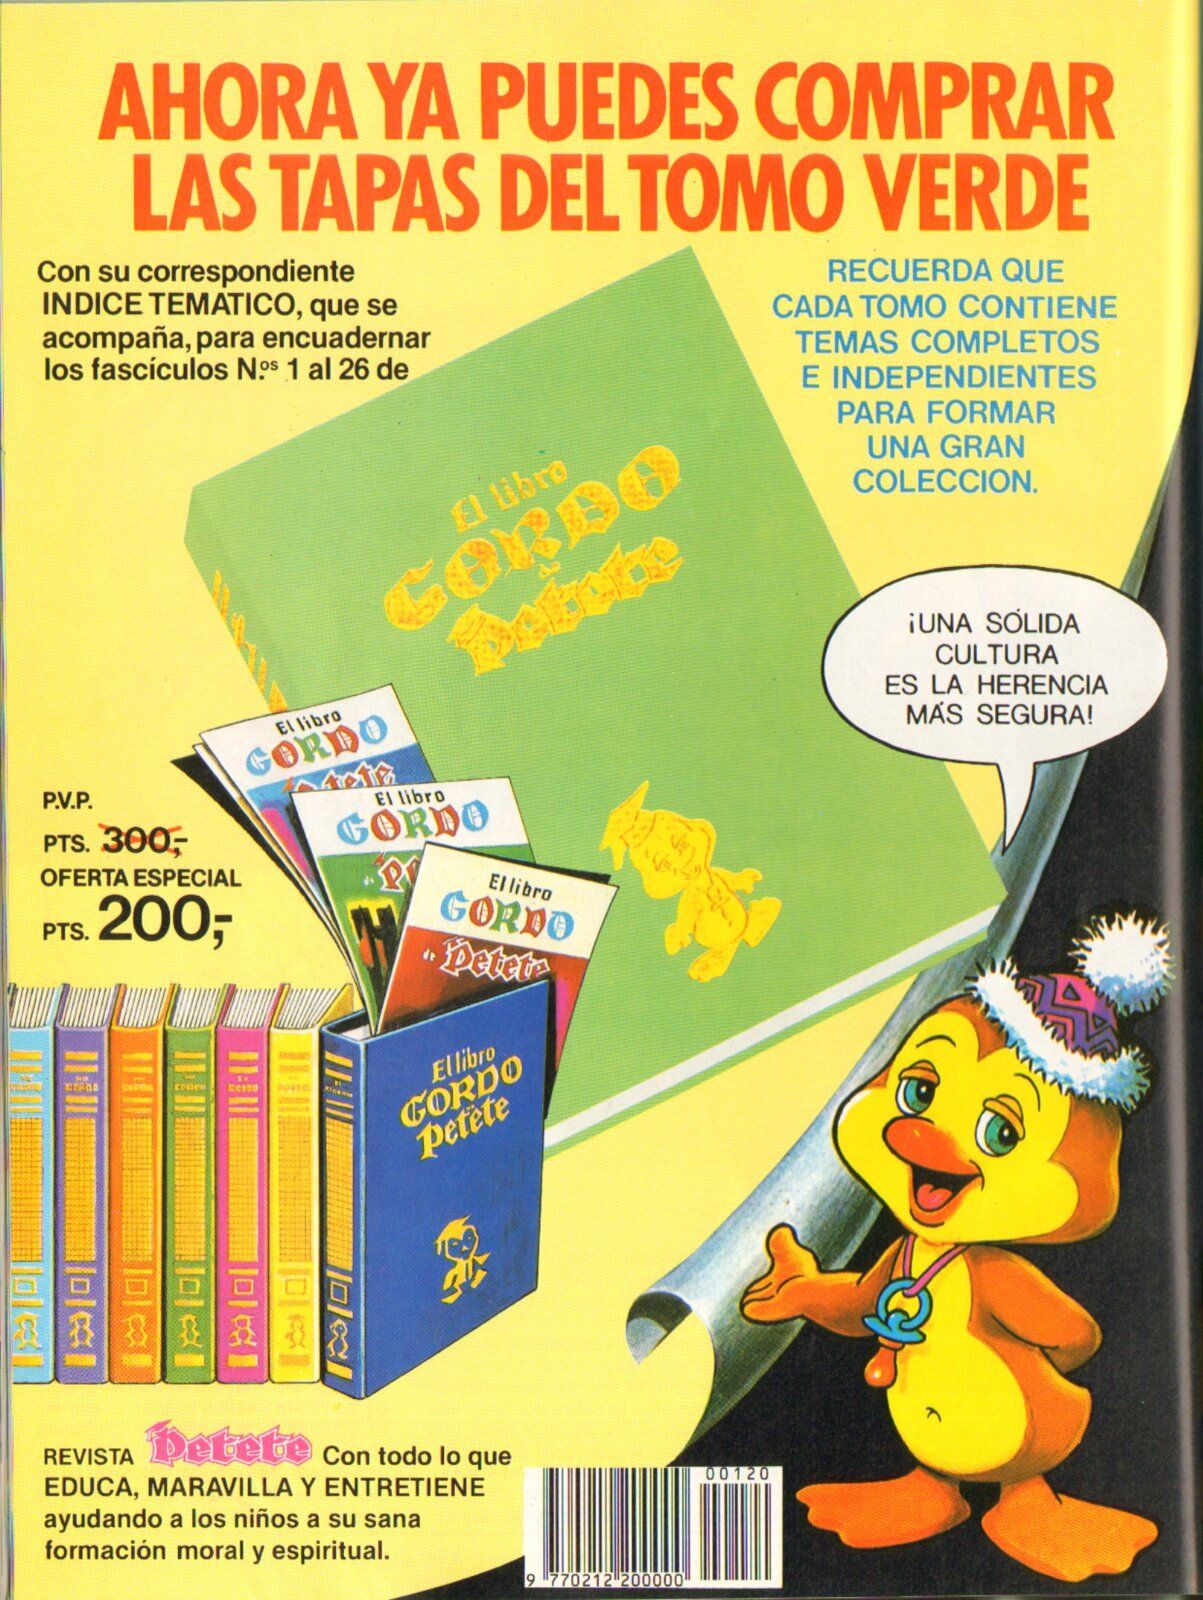 AHORA YA PUEDES COMPRAR
LAS TAPAS DEL TOMO VERDE
Con su correspondiente
INDICE TEMATICO, que se
acompaña, para encuadernar
los fascículos N.ºs 1 al 26 de
RECUERDA QUE
CADA TOMO CONTIENE
TEMAS COMPLETOS
E INDEPENDIENTES
PARA FORMAR
UNA GRAN
COLECCION.
El libro
GORDO
de
Petete
¡UNA SÓLIDA
CULTURA
ES LA HERENCIA
MÁS SEGURA!
El libro
GORDO
Petete
El libro
GORDO
de
El libro
GORDO
de Petete
P.V.P.
PTS. 300,-
OFERTA ESPECIAL
PTS. 200,-
El libro
GORDO
de
Petete
REVISTA Petete Con todo lo que
EDUCA, MARAVILLA Y ENTRETIENE
ayudando a los niños a su sana
formación moral y espiritual.
00120
9 770212 200000